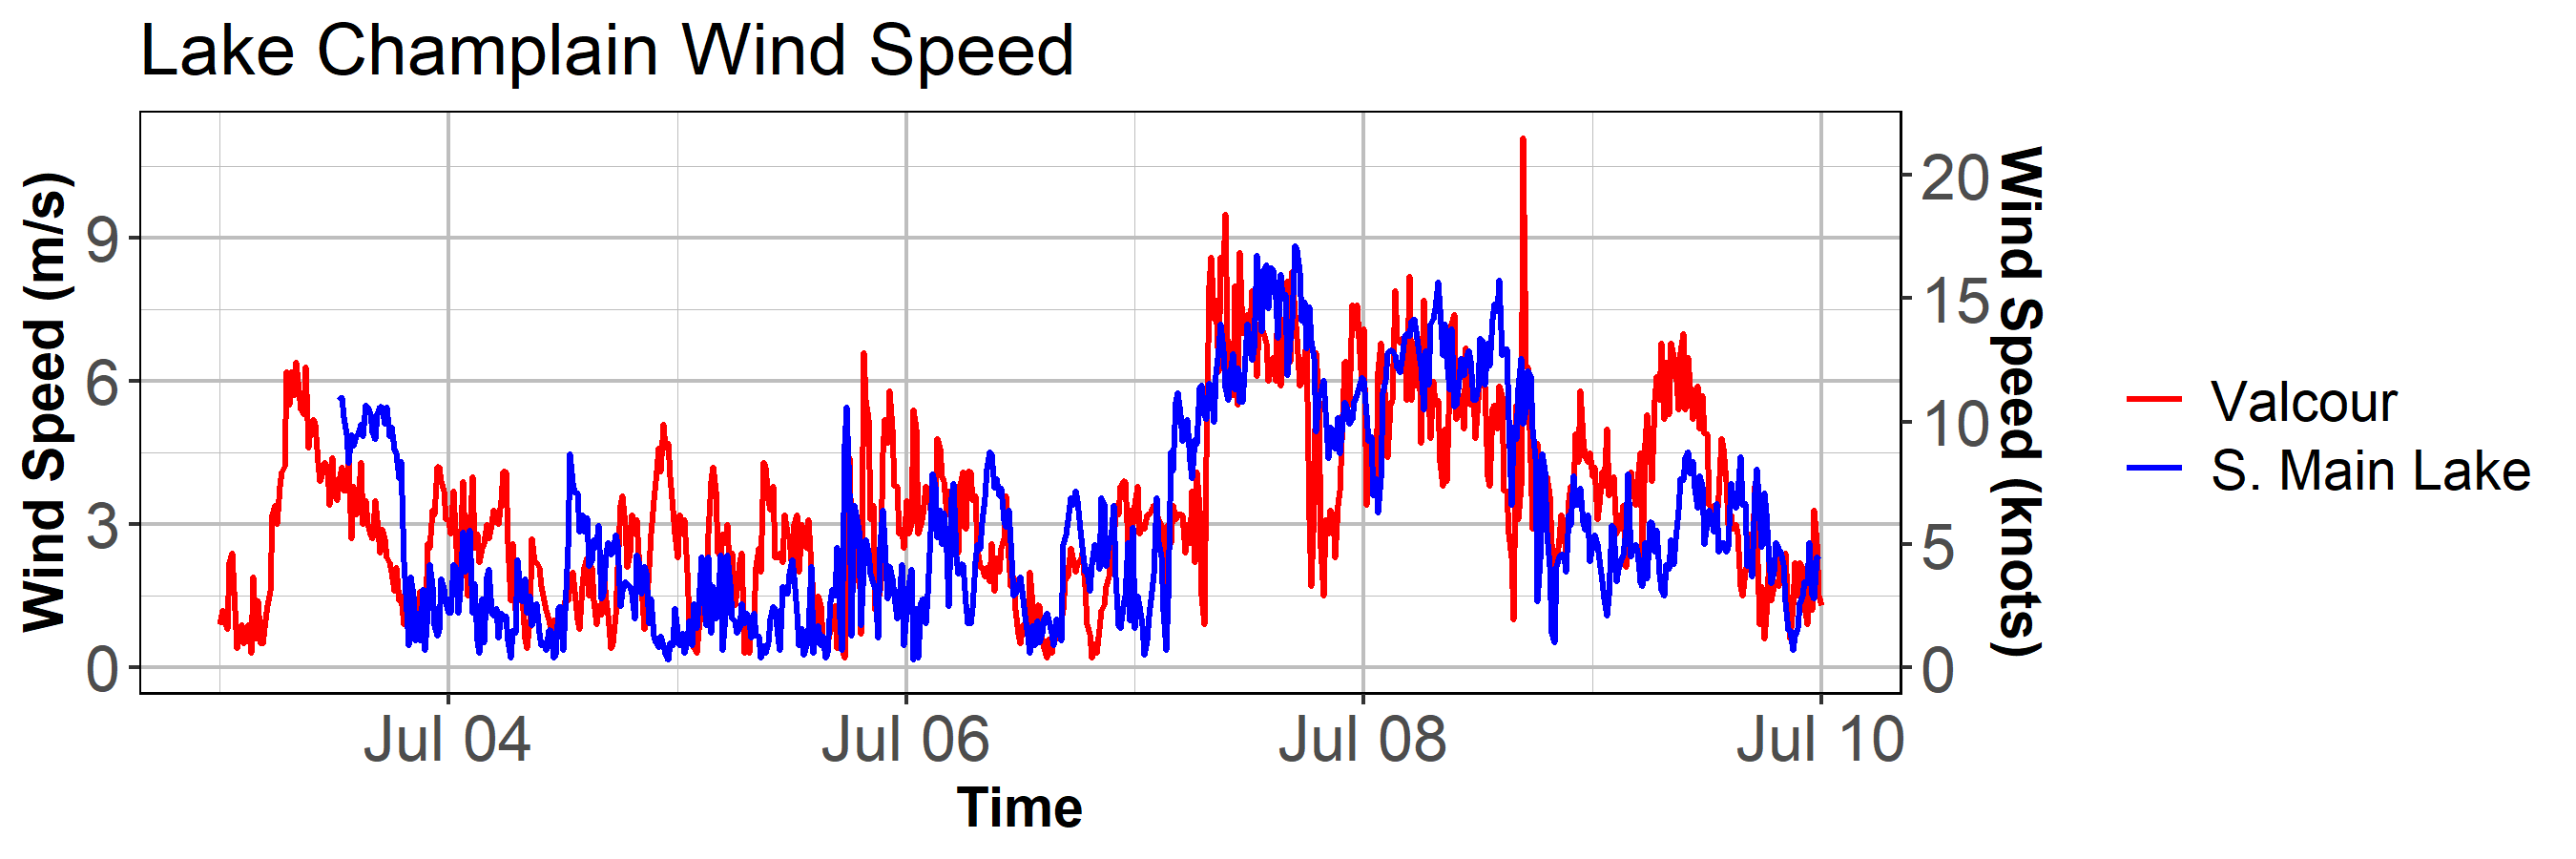 Lake Champlain Wind Speed
Wind Speed (m/s)
9
6
3
0
20
15
10
5
0
Wind Speed (knots)
Jul 04
Jul 06
Jul 08
Jul 10
Time
Valcour
S. Main Lake